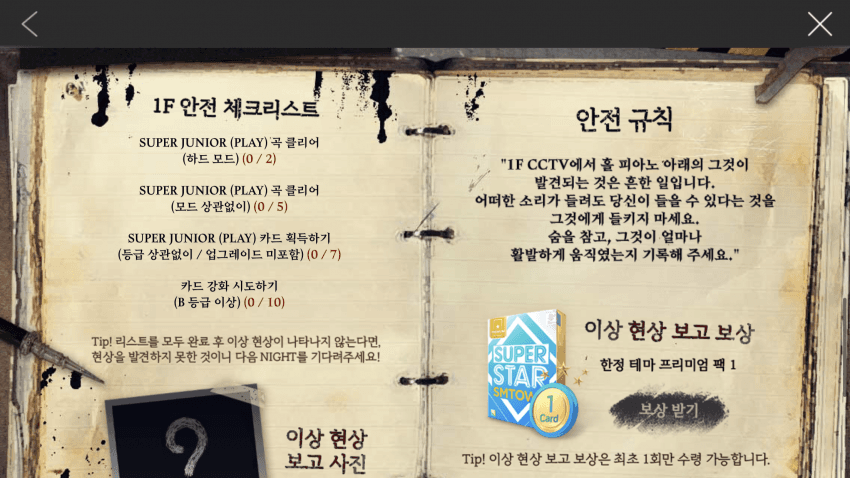 1F 안전 체크리스트
SUPER JUNIOR (PLAY) 곡 클리어
(하드 모드) (0 / 2)
SUPER JUNIOR (PLAY) 곡 클리어
(모드 상관없이) (0 / 5)
SUPER JUNIOR (PLAY) 카드 획득하기
(등급 상관없이 / 업그레이드 미포함) (0 / 7)
카드 강화 시도하기
(B 등급 이상) (0 / 10)
Tip! 리스트를 모두 완료 후 이상 현상이 나타나지 않는다면,
현상을 발견하지 못한 것이니 다음 NIGHT를 기다려주세요!
이상 현상
보고 사진
안전 규칙
"1F CCTV에서 홀 피아노 아래의 그것이
발견되는 것은 흔한 일입니다.
어떠한 소리가 들려도 당신이 들을 수 있다는 것을
그것에게 들키지 마세요.
숨을 참고, 그것이 얼마나
활발하게 움직였는지 기록해 주세요."
SUPER
STAR
SMTOW
1
Card
이상 현상 보고 보상
한정 테마 프리미엄 팩 1
보상 받기
Tip! 이상 현상 보고 보상은 최초 1회만 수령 가능합니다.